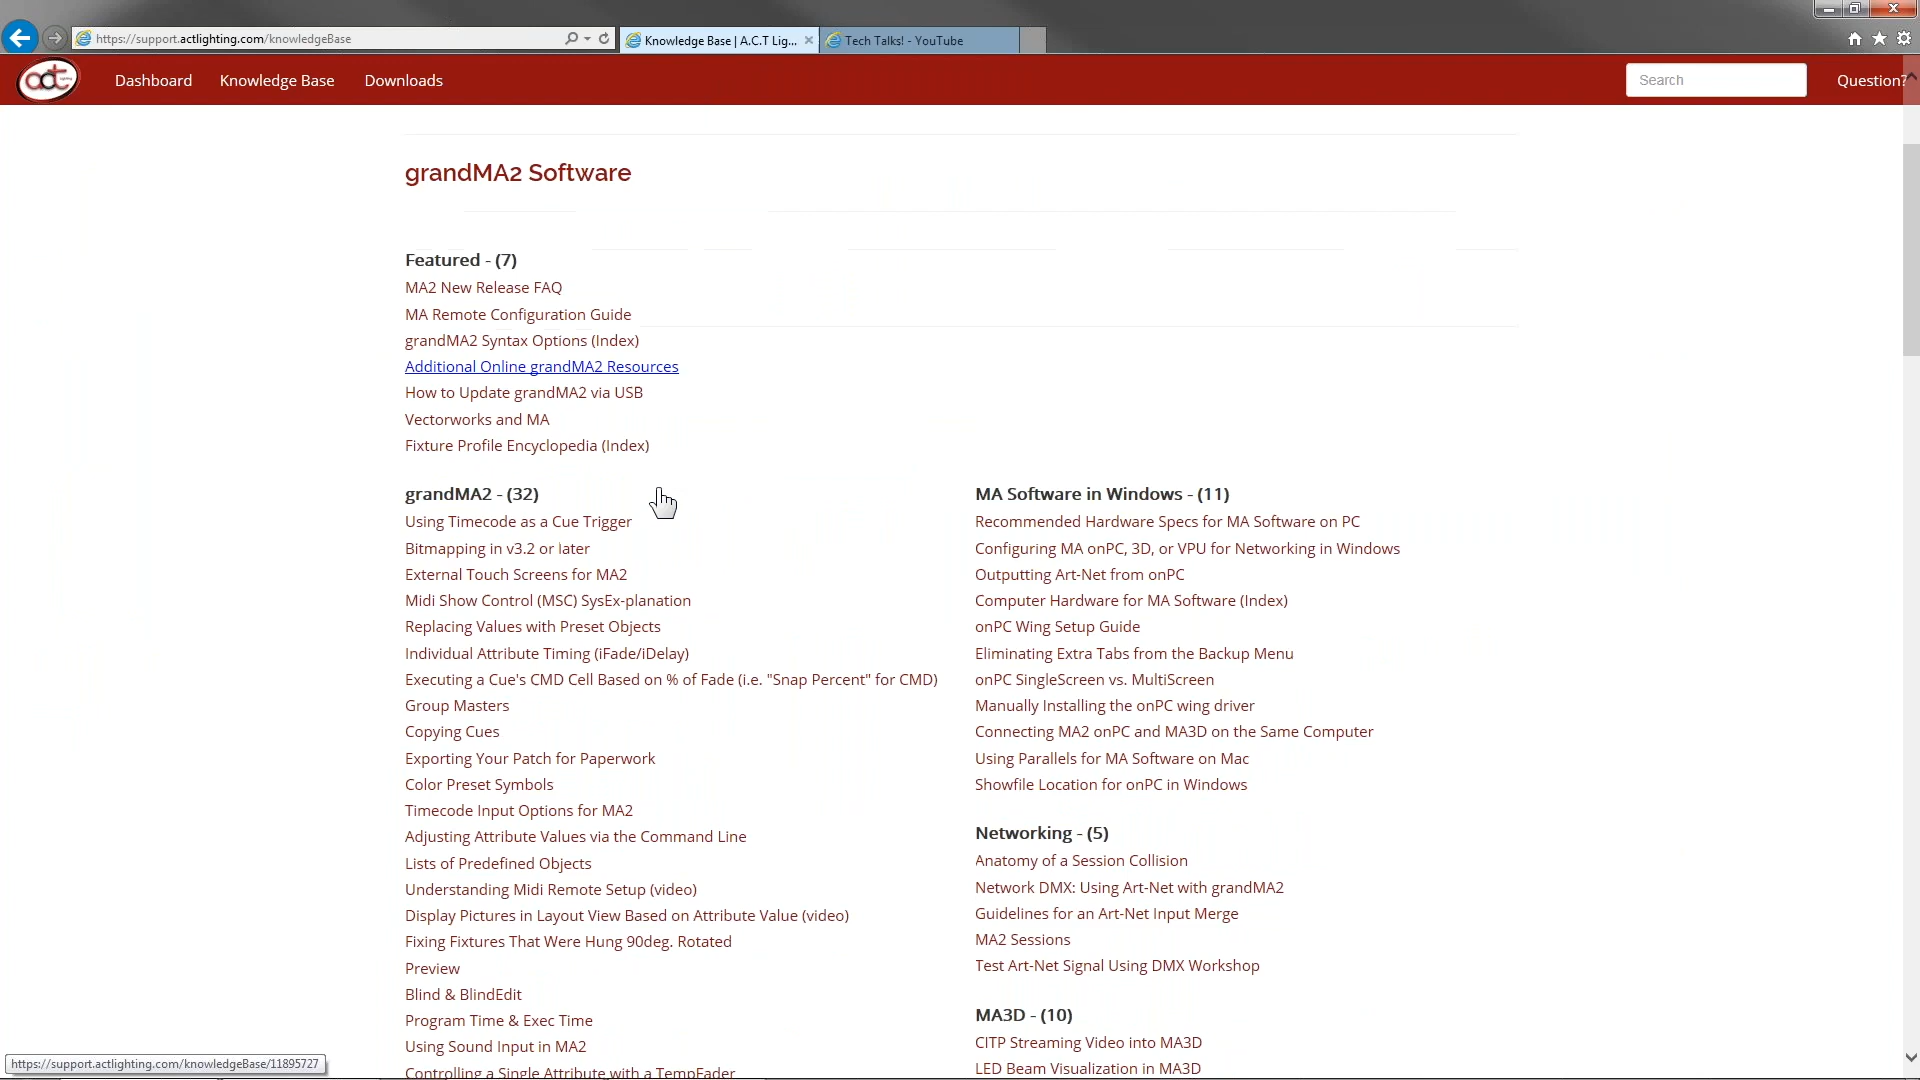 https://support.actlighting.com/knowledgeBase
Knowledge Base | A.C.T Lig...
Tech Talks! - YouTube
act
Dashboard
Knowledge Base
Downloads
Search
Question?
grandMA2 Software
Featured - (7)
MA2 New Release FAQ
MA Remote Configuration Guide
grandMA2 Syntax Options (Index)
Additional Online grandMA2 Resources
How to Update grandMA2 via USB
Vectorworks and MA
Fixture Profile Encyclopedia (Index)
grandMA2 - (32)
Using Timecode as a Cue Trigger
Bitmapping in v3.2 or later
External Touch Screens for MA2
Midi Show Control (MSC) SysEx-planation
Replacing Values with Preset Objects
Individual Attribute Timing (iFade/iDelay)
Executing a Cue's CMD Cell Based on % of Fade (i.e. "Snap Percent" for CMD)
Group Masters
Copying Cues
Exporting Your Patch for Paperwork
Color Preset Symbols
Timecode Input Options for MA2
Adjusting Attribute Values via the Command Line
Lists of Predefined Objects
Understanding Midi Remote Setup (video)
Display Pictures in Layout View Based on Attribute Value (video)
Fixing Fixtures That Were Hung 90deg. Rotated
Preview
Blind & BlindEdit
Program Time & Exec Time
Using Sound Input in MA2
Controlling a Single Attribute with a TempFader
MA Software in Windows - (11)
Recommended Hardware Specs for MA Software on PC
Configuring MA onPC, 3D, or VPU for Networking in Windows
Outputting Art-Net from onPC
Computer Hardware for MA Software (Index)
onPC Wing Setup Guide
Eliminating Extra Tabs from the Backup Menu
onPC SingleScreen vs. MultiScreen
Manually Installing the onPC wing driver
Connecting MA2 onPC and MA3D on the Same Computer
Using Parallels for MA Software on Mac
Showfile Location for onPC in Windows
Networking - (5)
Anatomy of a Session Collision
Network DMX: Using Art-Net with grandMA2
Guidelines for an Art-Net Input Merge
MA2 Sessions
Test Art-Net Signal Using DMX Workshop
MA3D - (10)
CITP Streaming Video into MA3D
LED Beam Visualization in MA3D
https://support.actlighting.com/knowledgeBase/11895727